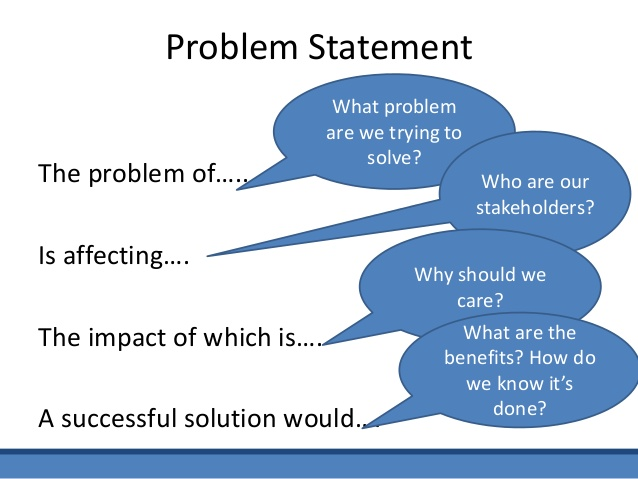 Problem Statement
What problem
are we trying to
solve?
The problem of…..
Who are our
stakeholders?
Is affecting….
Why should we
care?
The impact of which is….
What are the
benefits? How do
we know it’s
done?
A successful solution would….